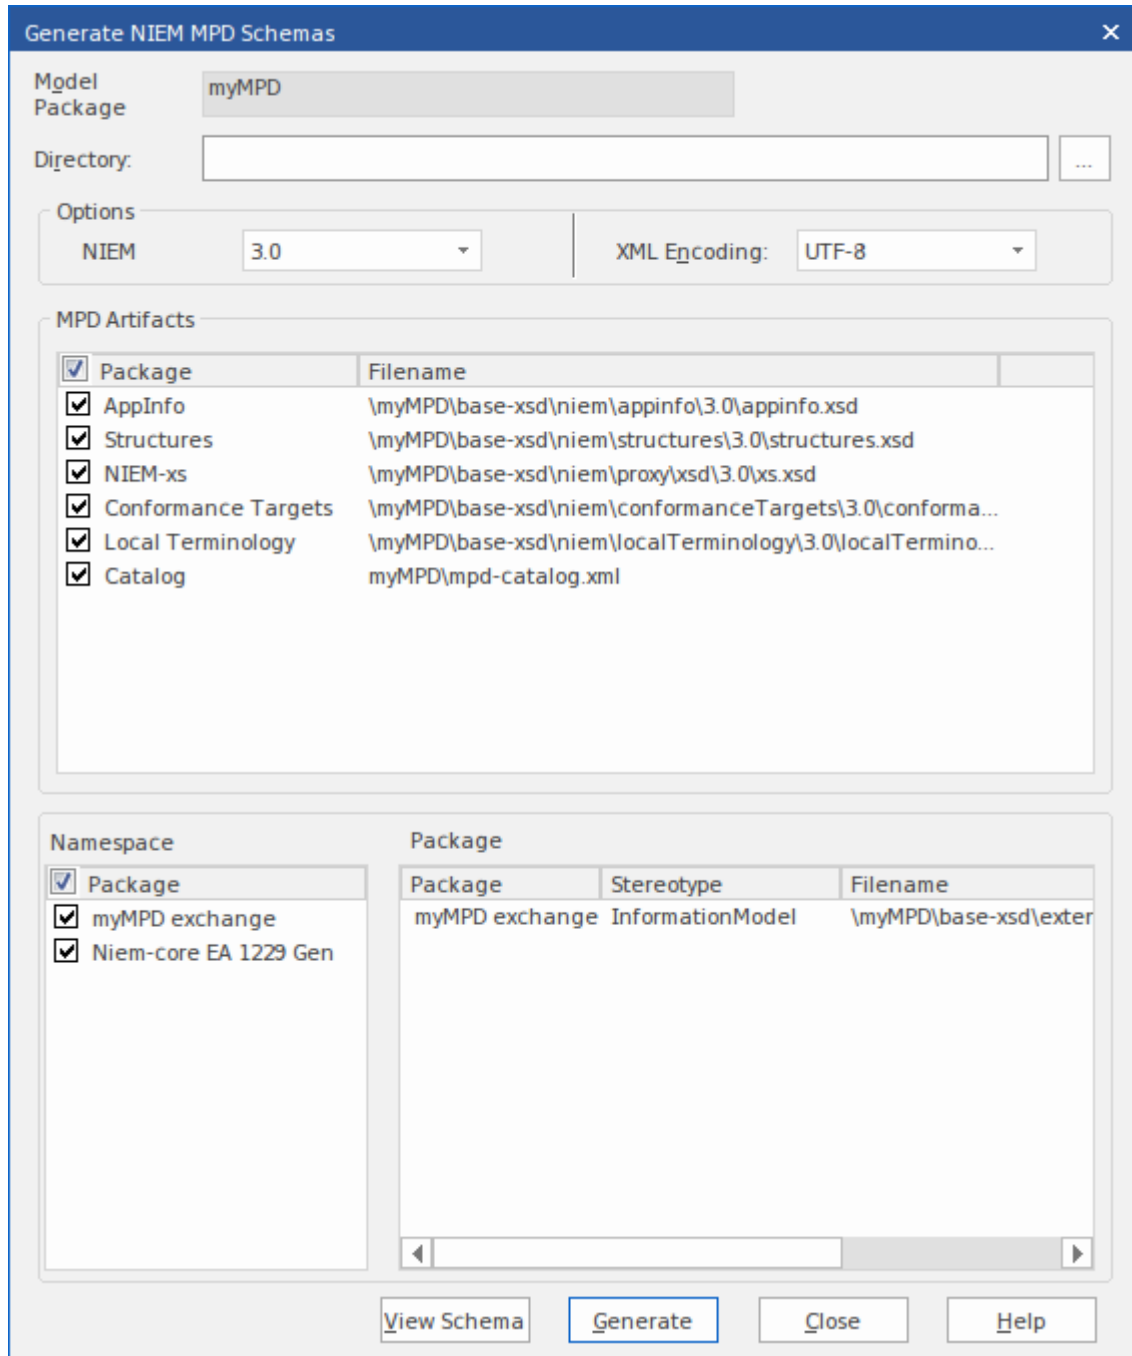 Generate NIEM MPD Schemas
Model Package
myMPD
Directory:
...
Options
NIEM
3.0
XML Encoding:
UTF-8
MPD Artifacts
Package Filename
AppInfo \myMPD\base-xsd\niem\appinfo\3.0\appinfo.xsd
Structures \myMPD\base-xsd\niem\structures\3.0\structures.xsd
NIEM-xs \myMPD\base-xsd\niem\proxy\xsd\3.0\xs.xsd
Conformance Targets \myMPD\base-xsd\niem\conformanceTargets\3.0\conforma...
Local Terminology \myMPD\base-xsd\niem\localTerminology\3.0\localTermino...
Catalog myMPD\mpd-catalog.xml
Namespace
Package
myMPD exchange
Niem-core EA 1229 Gen
Package
Package Stereotype Filename
myMPD exchange InformationModel \myMPD\base-xsd\exter
View Schema Generate Close Help